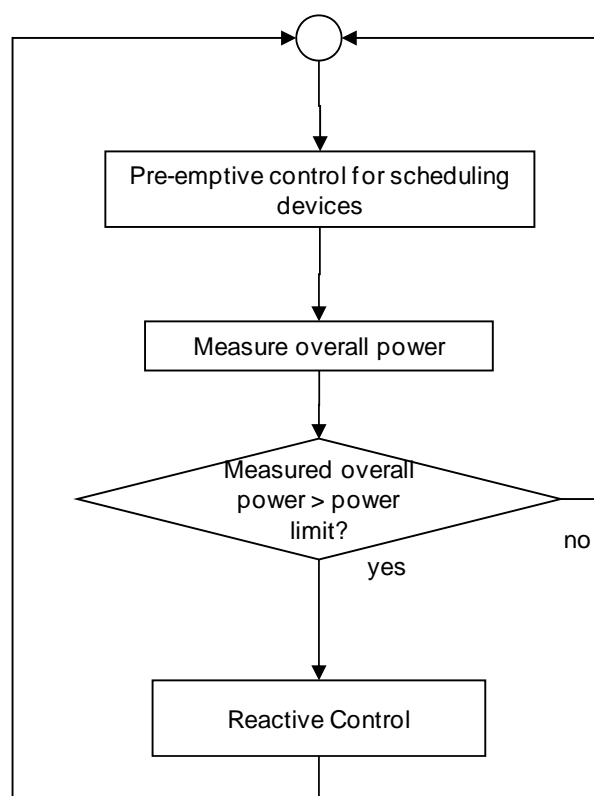 Pre-emptive control for scheduling
devices
Measure overall power
Measured overall
power > power
limit?
no
yes
Reactive Control